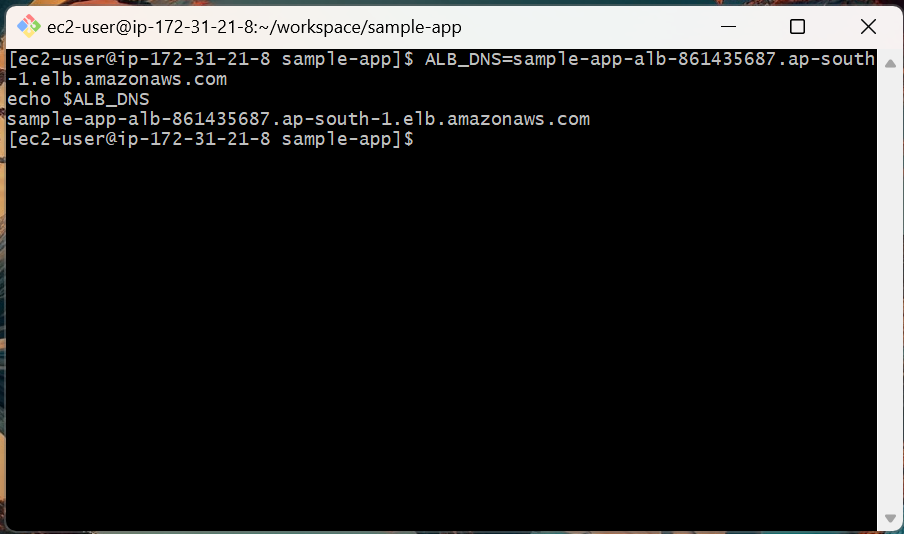 ec2-user@ip-172-31-21-8:~/workspace/sample-app
[ec2-user@ip-172-31-21-8 sample-app]$ ALB_DNS=sample-app-alb-861435687.ap-south
-1.elb.amazonaws.com
echo $ALB_DNS
sample-app-alb-861435687.ap-south-1.elb.amazonaws.com
[ec2-user@ip-172-31-21-8 sample-app]$